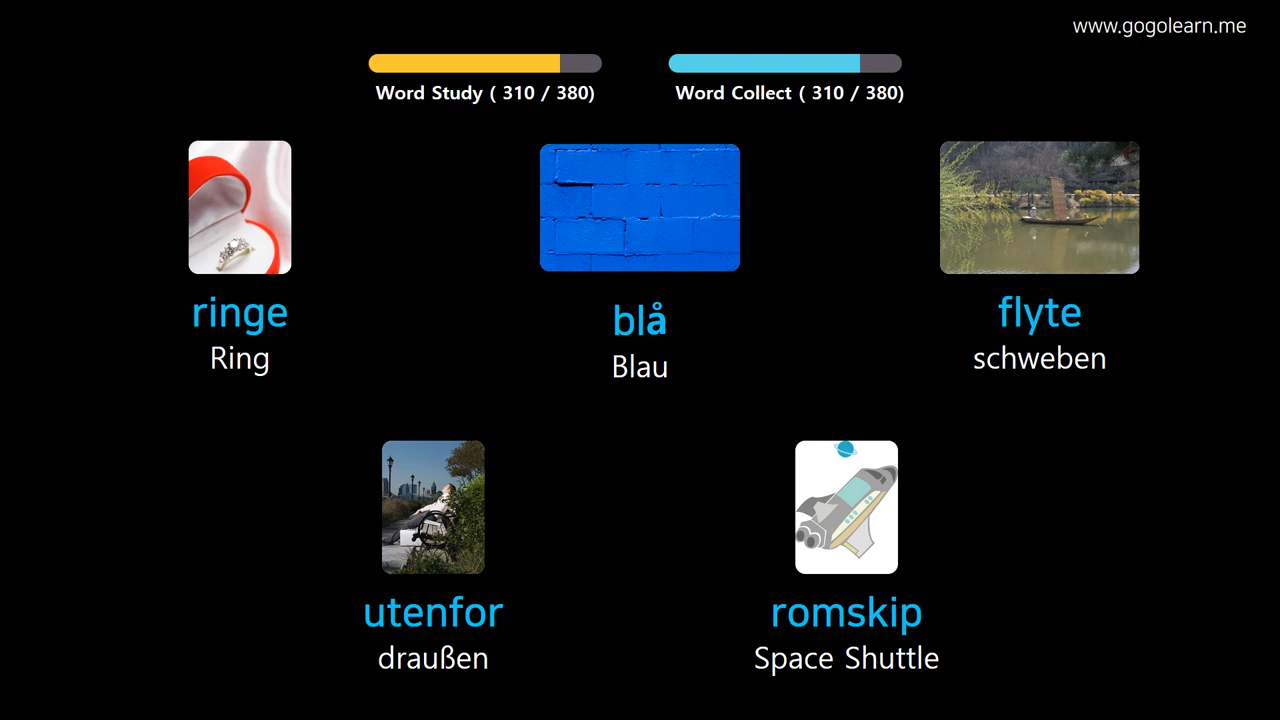 www.gogolearn.me
Word Study ( 310 / 380)
Word Collect ( 310 / 380)
ringe
Ring
blå
Blau
flyte
schweben
utenfor
draußen
romskip
Space Shuttle